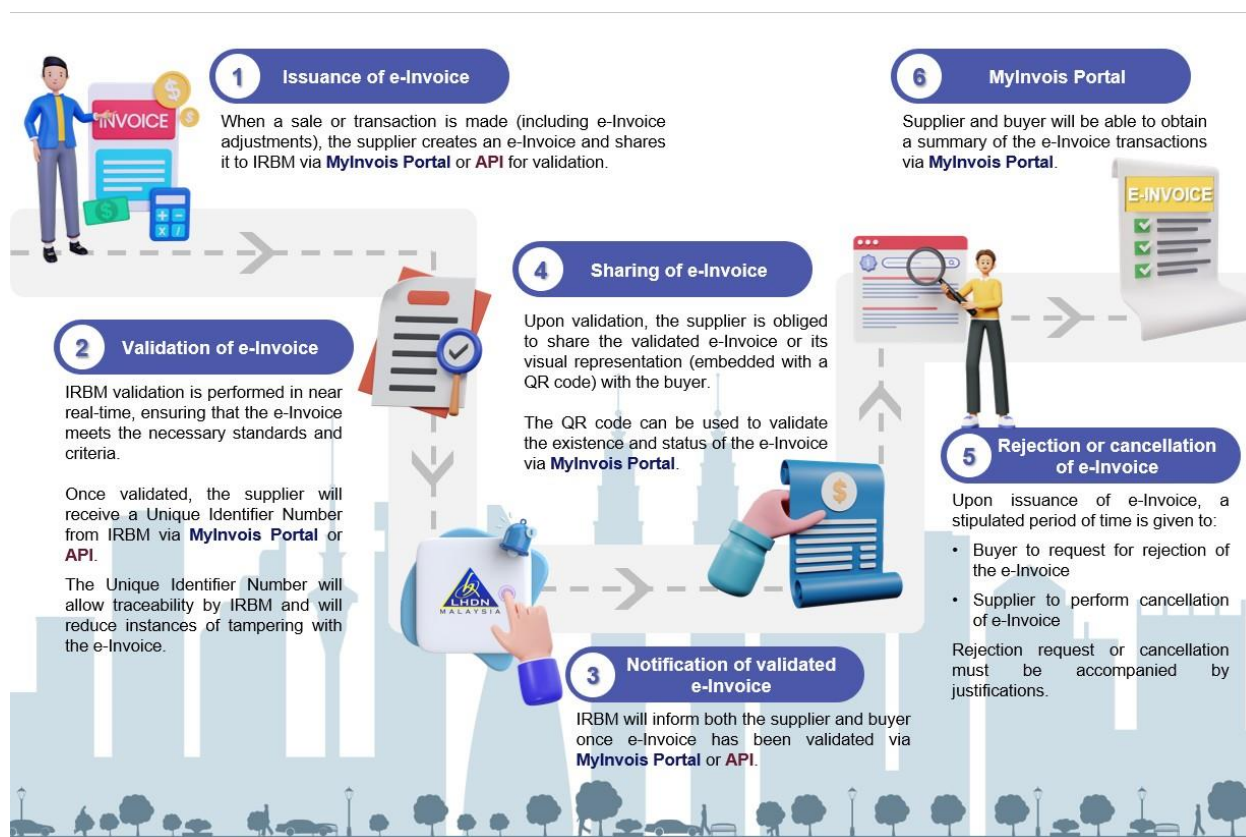 1
Issuance of e-Invoice
When a sale or transaction is made (including e-Invoice
adjustments), the supplier creates an e-Invoice and shares
it to IRBM via MyInvois Portal or API for validation.
INVOICE
2
Validation of e-Invoice
IRBM validation is performed in near
real-time, ensuring that the e-Invoice
meets the necessary standards and
criteria.
Once validated, the supplier will
receive a Unique Identifier Number
from IRBM via MyInvois Portal or
API.
The Unique Identifier Number will
allow traceability by IRBM and will
reduce instances of tampering with
the e-Invoice.
LHDN
MALAYSIA
3
Notification of validated
e-Invoice
IRBM will inform both the supplier and buyer
once e-Invoice has been validated via
MyInvois Portal or API.
4
Sharing of e-Invoice
Upon validation, the supplier is obliged
to share the validated e-Invoice or its
visual representation (embedded with a
QR code) with the buyer.
The QR code can be used to validate
the existence and status of the e-Invoice
via MyInvois Portal.
5
Rejection or cancellation
of e-Invoice
Upon issuance of e-Invoice, a
stipulated period of time is given to:
• Buyer to request for rejection of
the e-Invoice
• Supplier to perform cancellation
of e-Invoice
Rejection request or cancellation
must be accompanied by
justifications.
6
MyInvois Portal
Supplier and buyer will be able to obtain
a summary of the e-Invoice transactions
via MyInvois Portal.
E-INVOICE